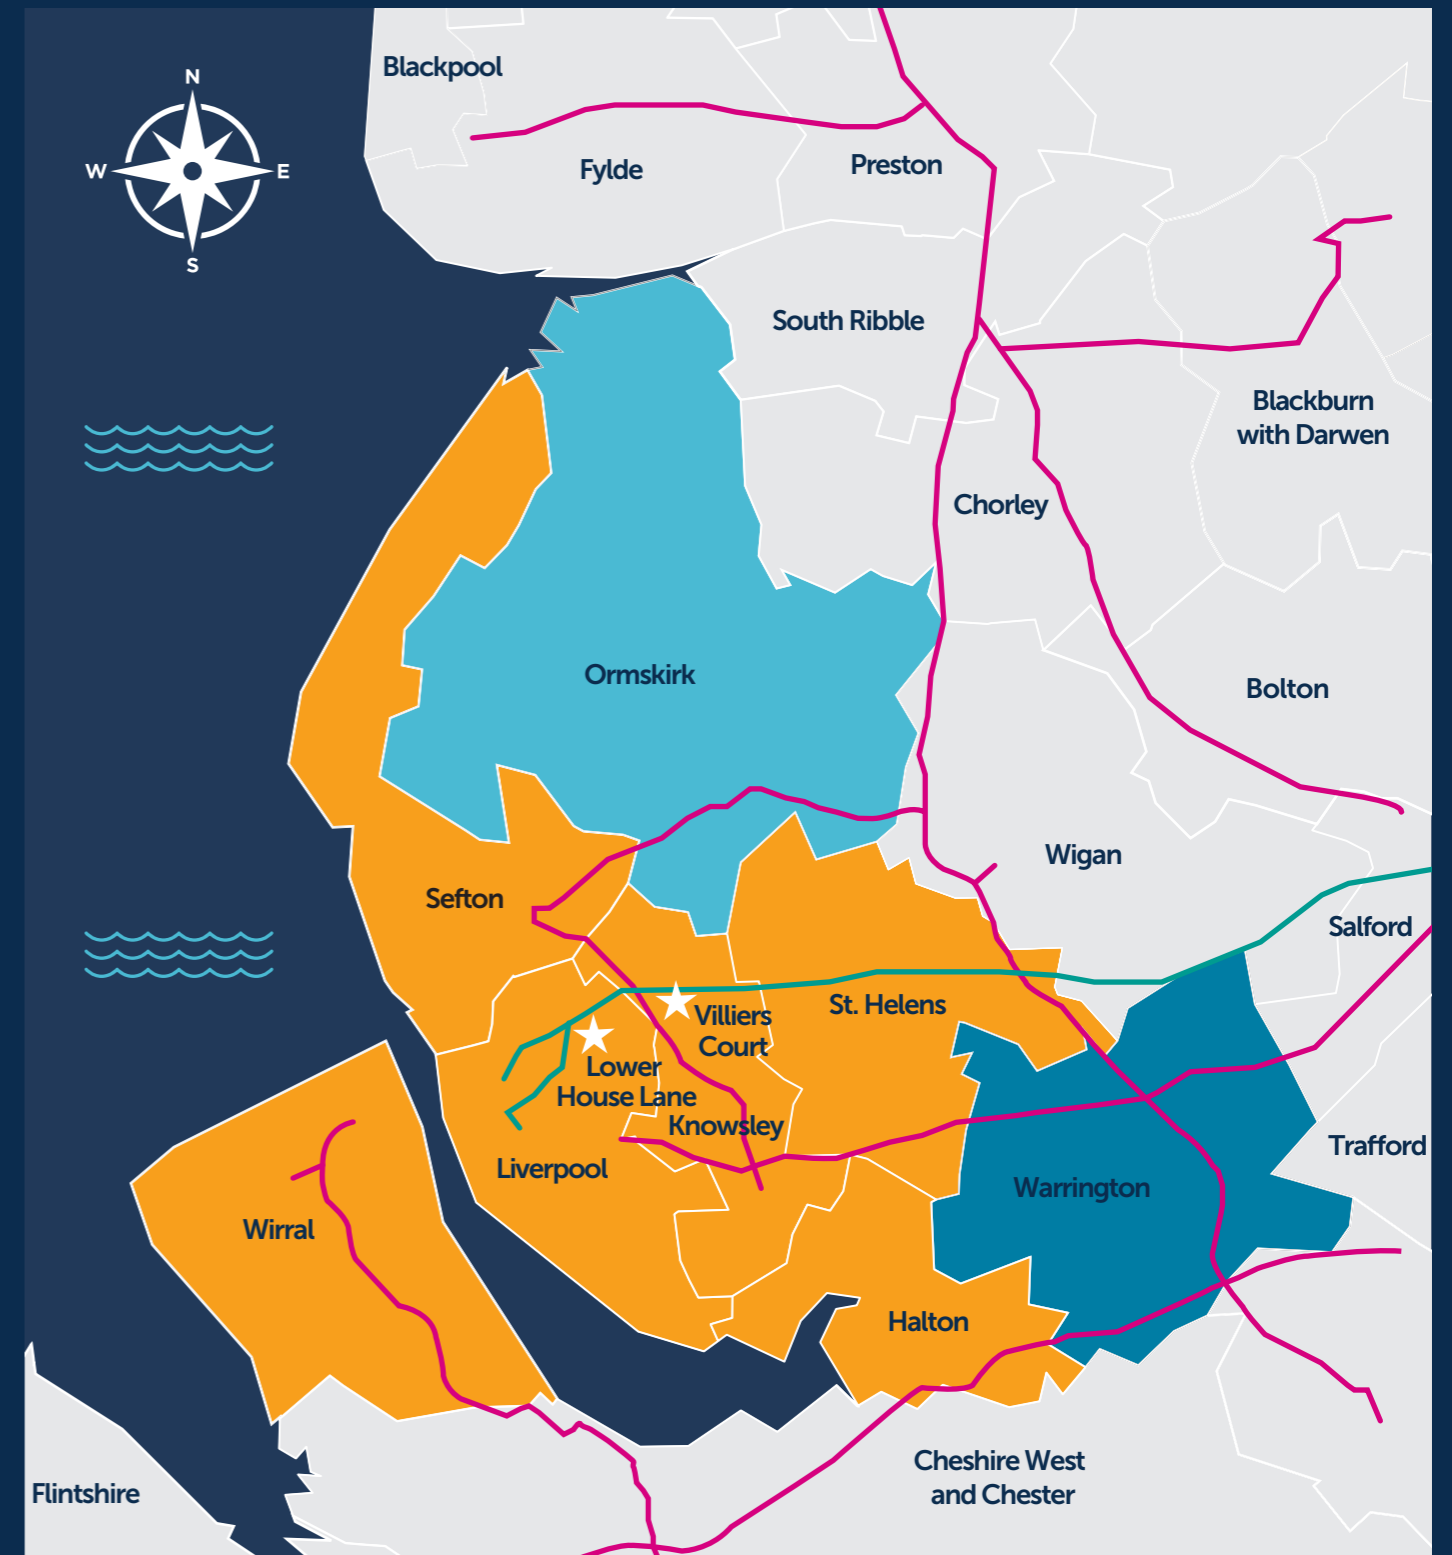 Blackpool
N
W
E
S
Fylde
Preston
South Ribble
Blackburn
with Darwen
Chorley
Ormskirk
Bolton
Wigan
Sefton
Salford
St. Helens
Villiers
Court
Lower
House Lane
Knowsley
Trafford
Liverpool
Warrington
Wirral
Halton
Cheshire West
and Chester
Flintshire